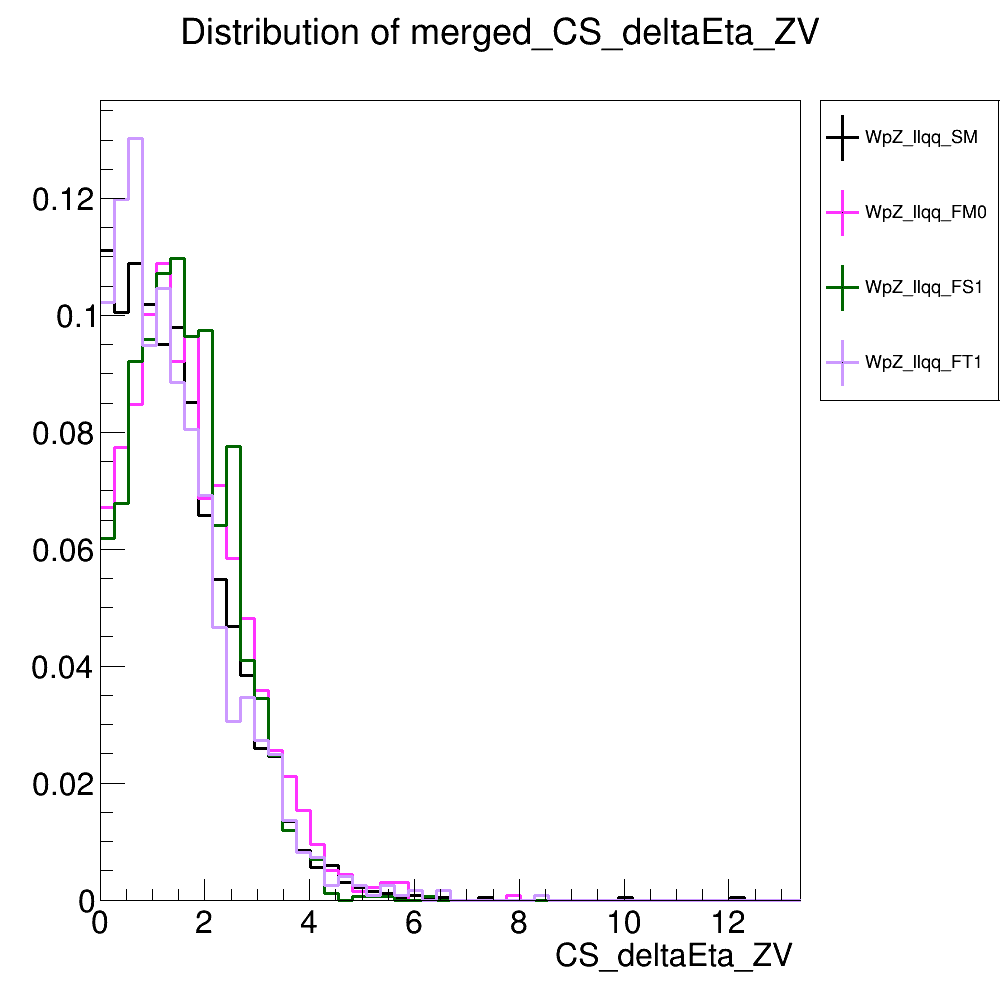 Distribution of merged_CS_deltaEta_ZV
WpZ_llqq_SM
WpZ_llqq_FM0
WpZ_llqq_FS1
WpZ_llqq_FT1
0.12
0.1
0.08
0.06
0.04
0.02
0
0 2 4 6 8 10 12
CS_deltaEta_ZV